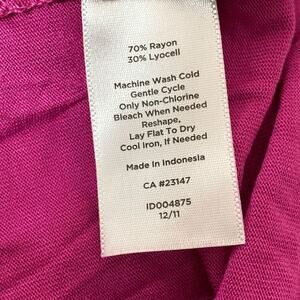 70% Rayon
30% Lyocell
Machine Wash Cold
Gentle Cycle
Only Non-Chlorine
Bleach When Needed
Reshape,
Lay Flat To Dry
Cool Iron, If Needed
Made in Indonesia
CA #23147
ID004875
12/11